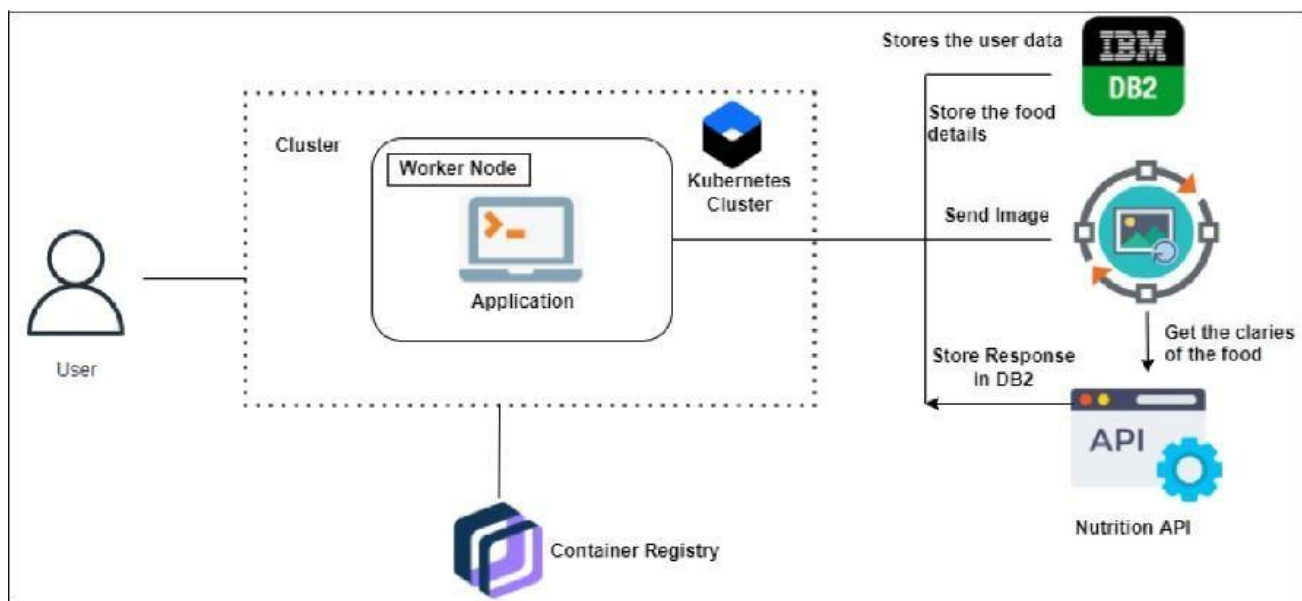 Stores the user data
IBM
DB2
Store the food
details
Cluster
Worker Node
Kubernetes
Cluster
Application
Send Image
User
Get the claries
of the food
Store Response
in DB2
API
Nutrition API
Container Registry